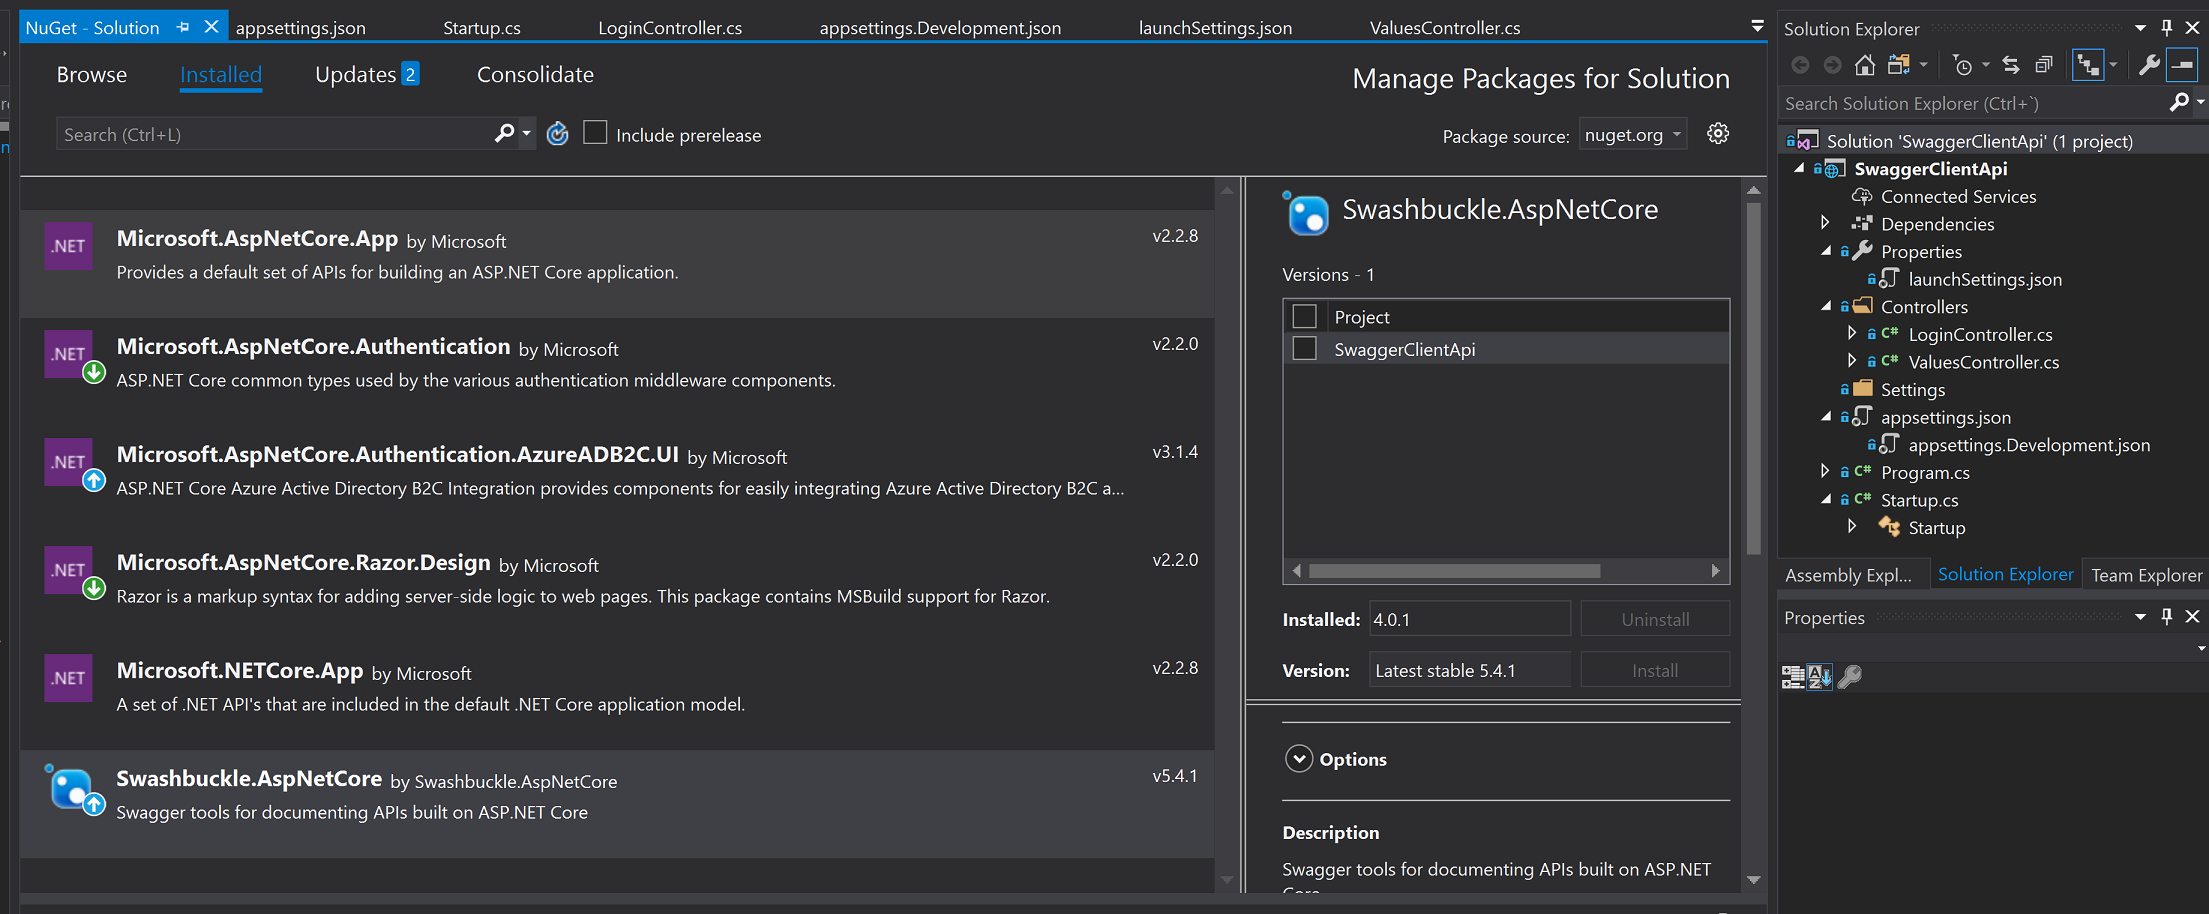 NuGet - Solution
appsettings.json
Startup.cs
LoginController.cs
appsettings.Development.json
launchSettings.json
ValuesController.cs
Browse
Installed
Updates 2
Consolidate
Manage Packages for Solution
Search (Ctrl+L)
Include prerelease
Package source: nuget.org
.NET
Microsoft.AspNetCore.App by Microsoft
v2.2.8
Provides a default set of APIs for building an ASP.NET Core application.
.NET
Microsoft.AspNetCore.Authentication by Microsoft
v2.2.0
ASP.NET Core common types used by the various authentication middleware components.
.NET
Microsoft.AspNetCore.Authentication.AzureADB2C.UI by Microsoft
v3.1.4
ASP.NET Core Azure Active Directory B2C Integration provides components for easily integrating Azure Active Directory B2C a...
.NET
Microsoft.AspNetCore.Razor.Design by Microsoft
v2.2.0
Razor is a markup syntax for adding server-side logic to web pages. This package contains MSBuild support for Razor.
.NET
Microsoft.NETCore.App by Microsoft
v2.2.8
A set of .NET API's that are included in the default .NET Core application model.
Swashbuckle.AspNetCore by Swashbuckle.AspNetCore
v5.4.1
Swagger tools for documenting APIs built on ASP.NET Core
Swashbuckle.AspNetCore
Versions - 1
Project
SwaggerClientApi
Installed: 4.0.1
Uninstall
Version: Latest stable 5.4.1
Install
Options
Description
Swagger tools for documenting APIs built on ASP.NET
Core
Solution Explorer
Search Solution Explorer (Ctrl+`)
Solution 'SwaggerClientApi' (1 project)
SwaggerClientApi
Connected Services
Dependencies
Properties
launchSettings.json
Controllers
C# LoginController.cs
C# ValuesController.cs
Settings
appsettings.json
appsettings.Development.json
C# Program.cs
C# Startup.cs
Startup
Assembly Expl...
Solution Explorer
Team Explorer
Properties